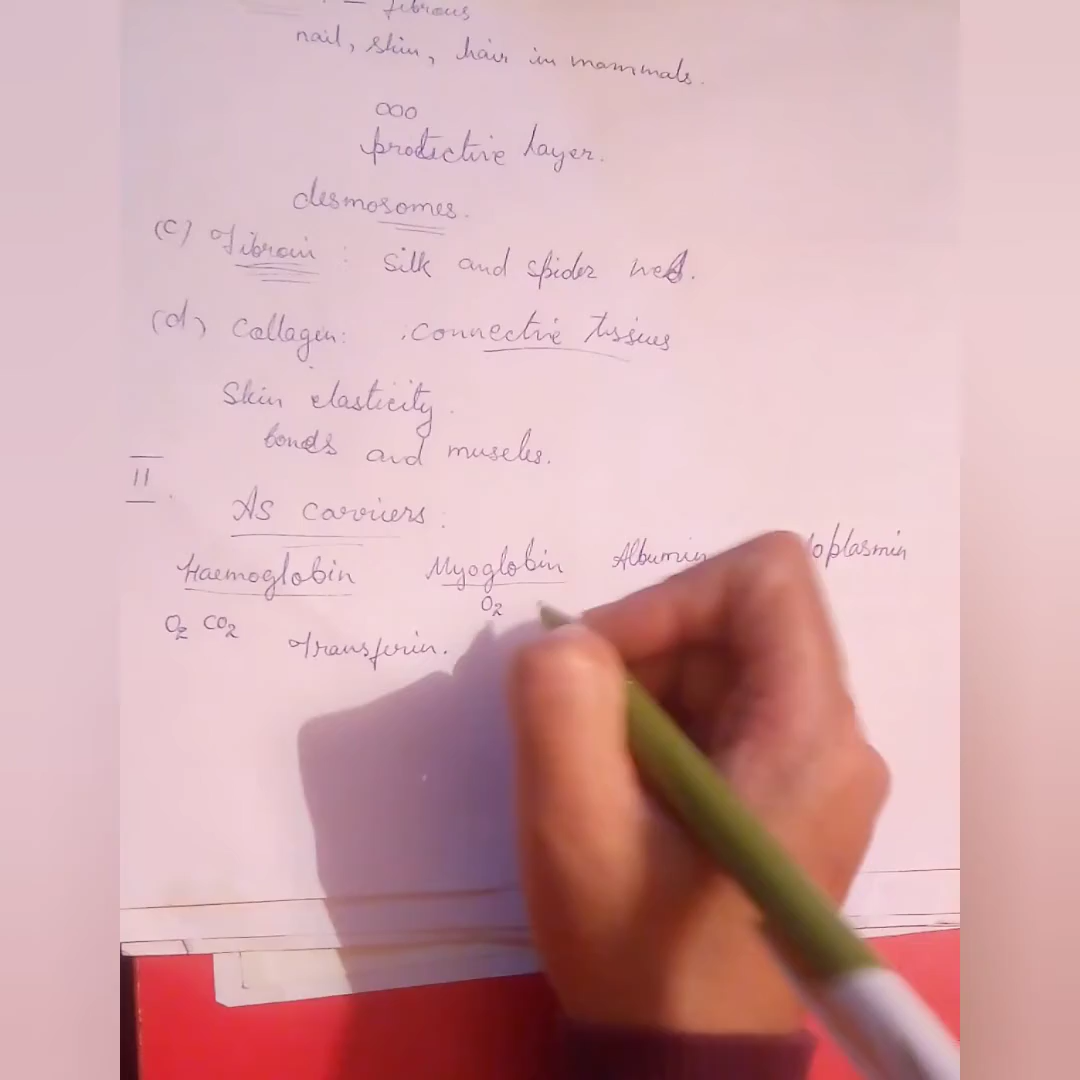 – fibrous
nail, skin, hair in mammals.
000
protective layer.
desmosomes.
(c) Fibroin : silk and spider web.
(d) Collagen: connective tissues
Skin elasticity.
bonds and muscles.
II.
As carriers:
Haemoglobin Myoglobin Albumin
O2 CO2 O2
Transferin.